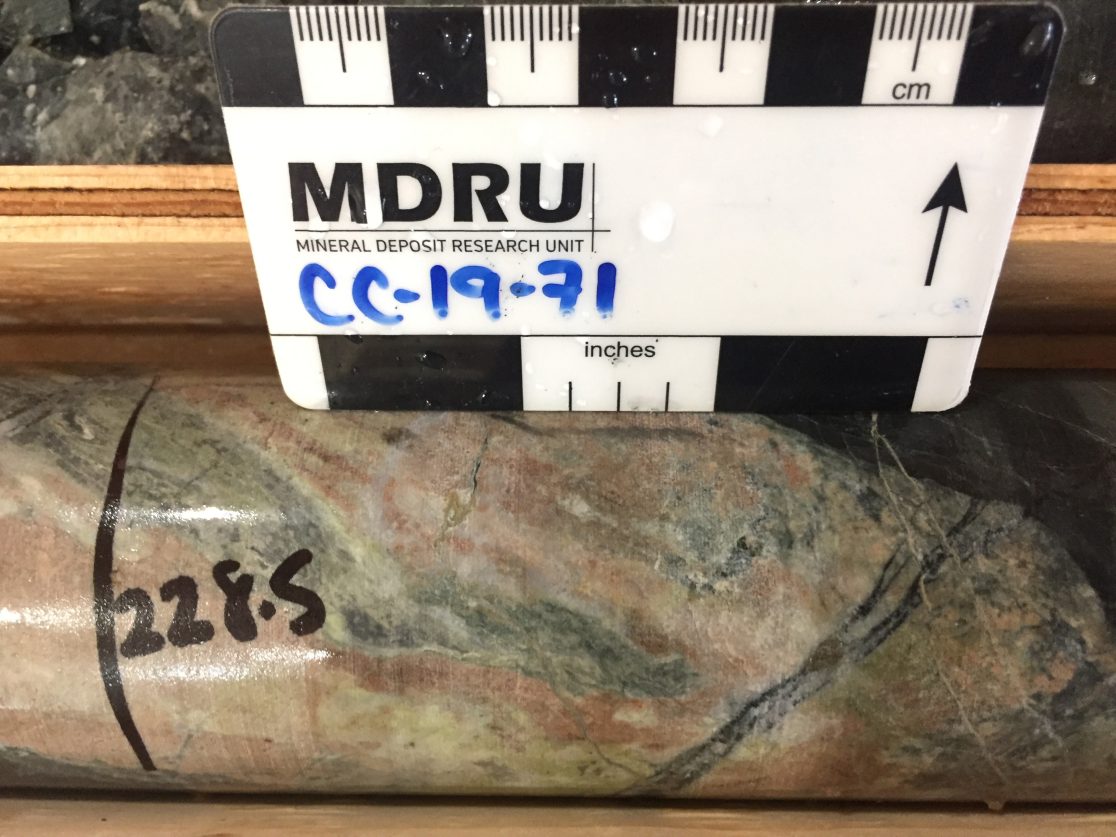 cm
MDRU
MINERAL DEPOSIT RESEARCH UNIT
CC-19-71
inches
228.5